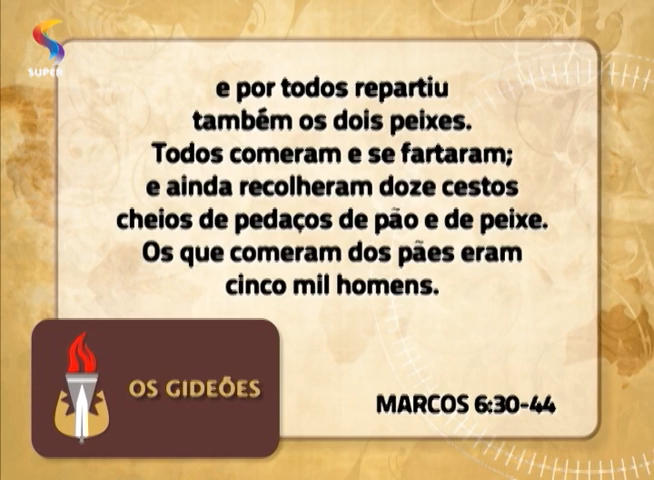 SUPER
e por todos repartiu
também os dois peixes.
Todos comeram e se fartaram;
e ainda recolheram doze cestos
cheios de pedaços de pão e de peixe.
Os que comeram dos pães eram
cinco mil homens.
OS GIDEÕES
MARCOS 6:30-44